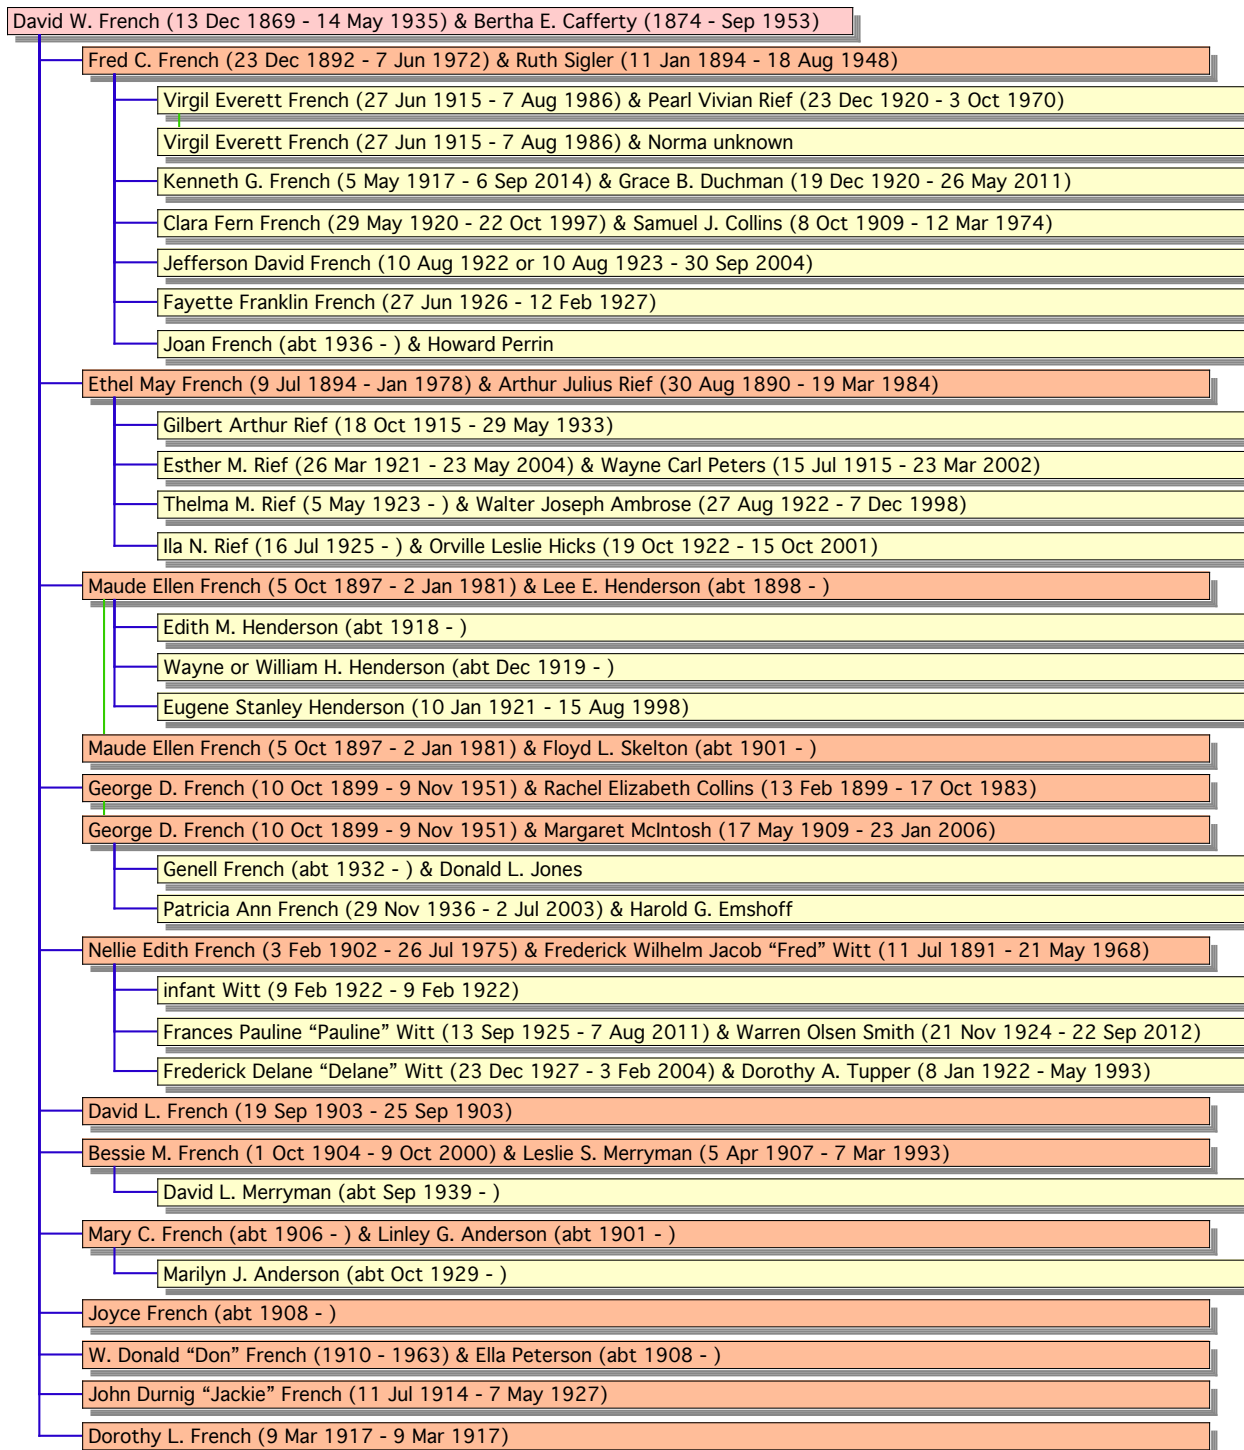 David W. French (13 Dec 1869 - 14 May 1935) & Bertha E. Cafferty (1874 - Sep 1953)
Fred C. French (23 Dec 1892 - 7 Jun 1972) & Ruth Sigler (11 Jan 1894 - 18 Aug 1948)
Virgil Everett French (27 Jun 1915 - 7 Aug 1986) & Pearl Vivian Rief (23 Dec 1920 - 3 Oct 1970)
Virgil Everett French (27 Jun 1915 - 7 Aug 1986) & Norma unknown
Kenneth G. French (5 May 1917 - 6 Sep 2014) & Grace B. Duchman (19 Dec 1920 - 26 May 2011)
Clara Fern French (29 May 1920 - 22 Oct 1997) & Samuel J. Collins (8 Oct 1909 - 12 Mar 1974)
Jefferson David French (10 Aug 1922 or 10 Aug 1923 - 30 Sep 2004)
Fayette Franklin French (27 Jun 1926 - 12 Feb 1927)
Joan French (abt 1936 - ) & Howard Perrin
Ethel May French (9 Jul 1894 - Jan 1978) & Arthur Julius Rief (30 Aug 1890 - 19 Mar 1984)
Gilbert Arthur Rief (18 Oct 1915 - 29 May 1933)
Esther M. Rief (26 Mar 1921 - 23 May 2004) & Wayne Carl Peters (15 Jul 1915 - 23 Mar 2002)
Thelma M. Rief (5 May 1923 - ) & Walter Joseph Ambrose (27 Aug 1922 - 7 Dec 1998)
Ila N. Rief (16 Jul 1925 - ) & Orville Leslie Hicks (19 Oct 1922 - 15 Oct 2001)
Maude Ellen French (5 Oct 1897 - 2 Jan 1981) & Lee E. Henderson (abt 1898 - )
Edith M. Henderson (abt 1918 - )
Wayne or William H. Henderson (abt Dec 1919 - )
Eugene Stanley Henderson (10 Jan 1921 - 15 Aug 1998)
Maude Ellen French (5 Oct 1897 - 2 Jan 1981) & Floyd L. Skelton (abt 1901 - )
George D. French (10 Oct 1899 - 9 Nov 1951) & Rachel Elizabeth Collins (13 Feb 1899 - 17 Oct 1983)
George D. French (10 Oct 1899 - 9 Nov 1951) & Margaret McIntosh (17 May 1909 - 23 Jan 2006)
Genell French (abt 1932 - ) & Donald L. Jones
Patricia Ann French (29 Nov 1936 - 2 Jul 2003) & Harold G. Emshoff
Nellie Edith French (3 Feb 1902 - 26 Jul 1975) & Frederick Wilhelm Jacob “Fred” Witt (11 Jul 1891 - 21 May 1968)
infant Witt (9 Feb 1922 - 9 Feb 1922)
Frances Pauline “Pauline” Witt (13 Sep 1925 - 7 Aug 2011) & Warren Olsen Smith (21 Nov 1924 - 22 Sep 2012)
Frederick Delane “Delane” Witt (23 Dec 1927 - 3 Feb 2004) & Dorothy A. Tupper (8 Jan 1922 - May 1993)
David L. French (19 Sep 1903 - 25 Sep 1903)
Bessie M. French (1 Oct 1904 - 9 Oct 2000) & Leslie S. Merryman (5 Apr 1907 - 7 Mar 1993)
David L. Merryman (abt Sep 1939 - )
Mary C. French (abt 1906 - ) & Linley G. Anderson (abt 1901 - )
Marilyn J. Anderson (abt Oct 1929 - )
Joyce French (abt 1908 - )
W. Donald “Don” French (1910 - 1963) & Ella Peterson (abt 1908 - )
John Durnig “Jackie” French (11 Jul 1914 - 7 May 1927)
Dorothy L. French (9 Mar 1917 - 9 Mar 1917)